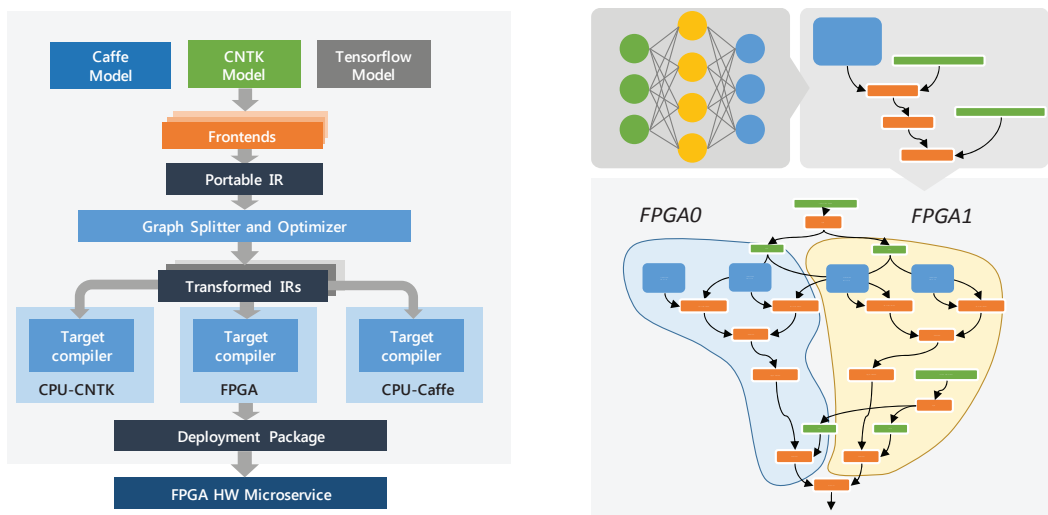 Caffe
Model
CNTK
Model
Tensorflow
Model
Frontends
Portable IR
Graph Splitter and Optimizer
Transformed IRs
Target
compiler
CPU-CNTK
Target
compiler
FPGA
Target
compiler
CPU-Caffe
Deployment Package
FPGA HW Microservice
FPGA0
FPGA1